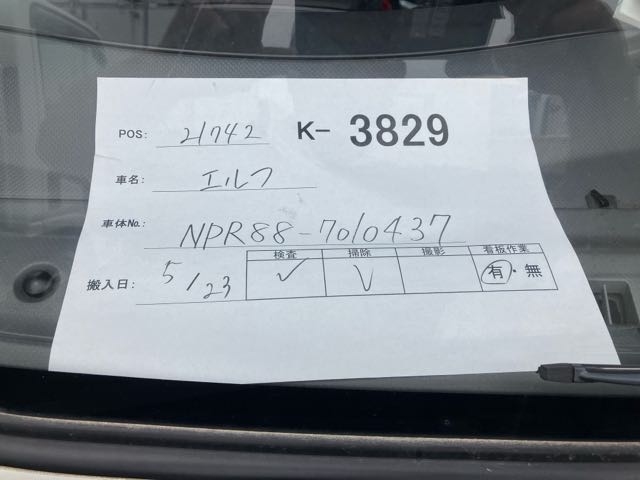 POS: 21742 K- 3829
車名: エルフ
車体No.: NPR88-7010437
搬入日: 5/23
検査 掃除 撮影 看板作業
✓ ✓ 有・無